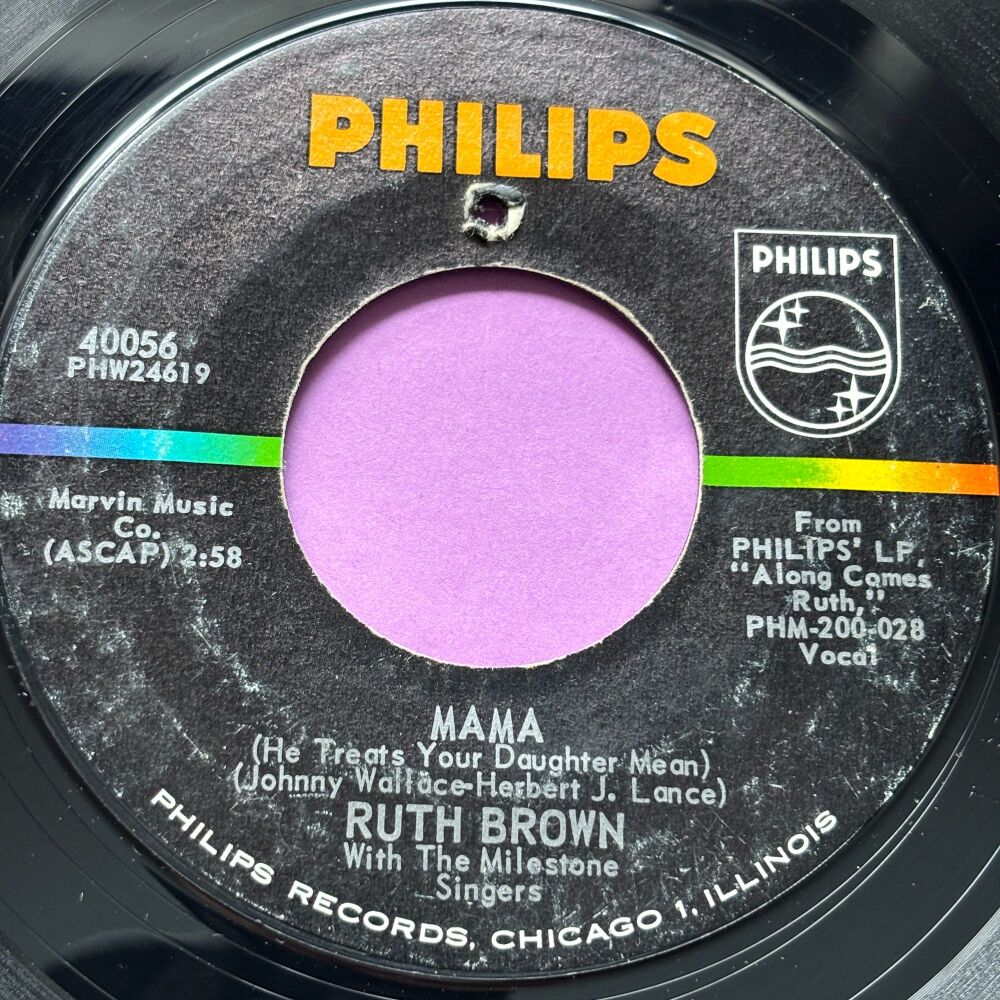 PHILIPS
PHILIPS
40056
PHW24619
Marvin Music
Co.
(ASCAP) 2:58
From
PHILIPS' LP,
"Along Comes
Ruth,"
PHM-200-028
Vocal
MAMA
(He Treats Your Daughter Mean)
(Johnny Wallace-Herbert J. Lance)
RUTH BROWN
With The Milestone
Singers
PHILIPS RECORDS, CHICAGO 1, ILLINOIS